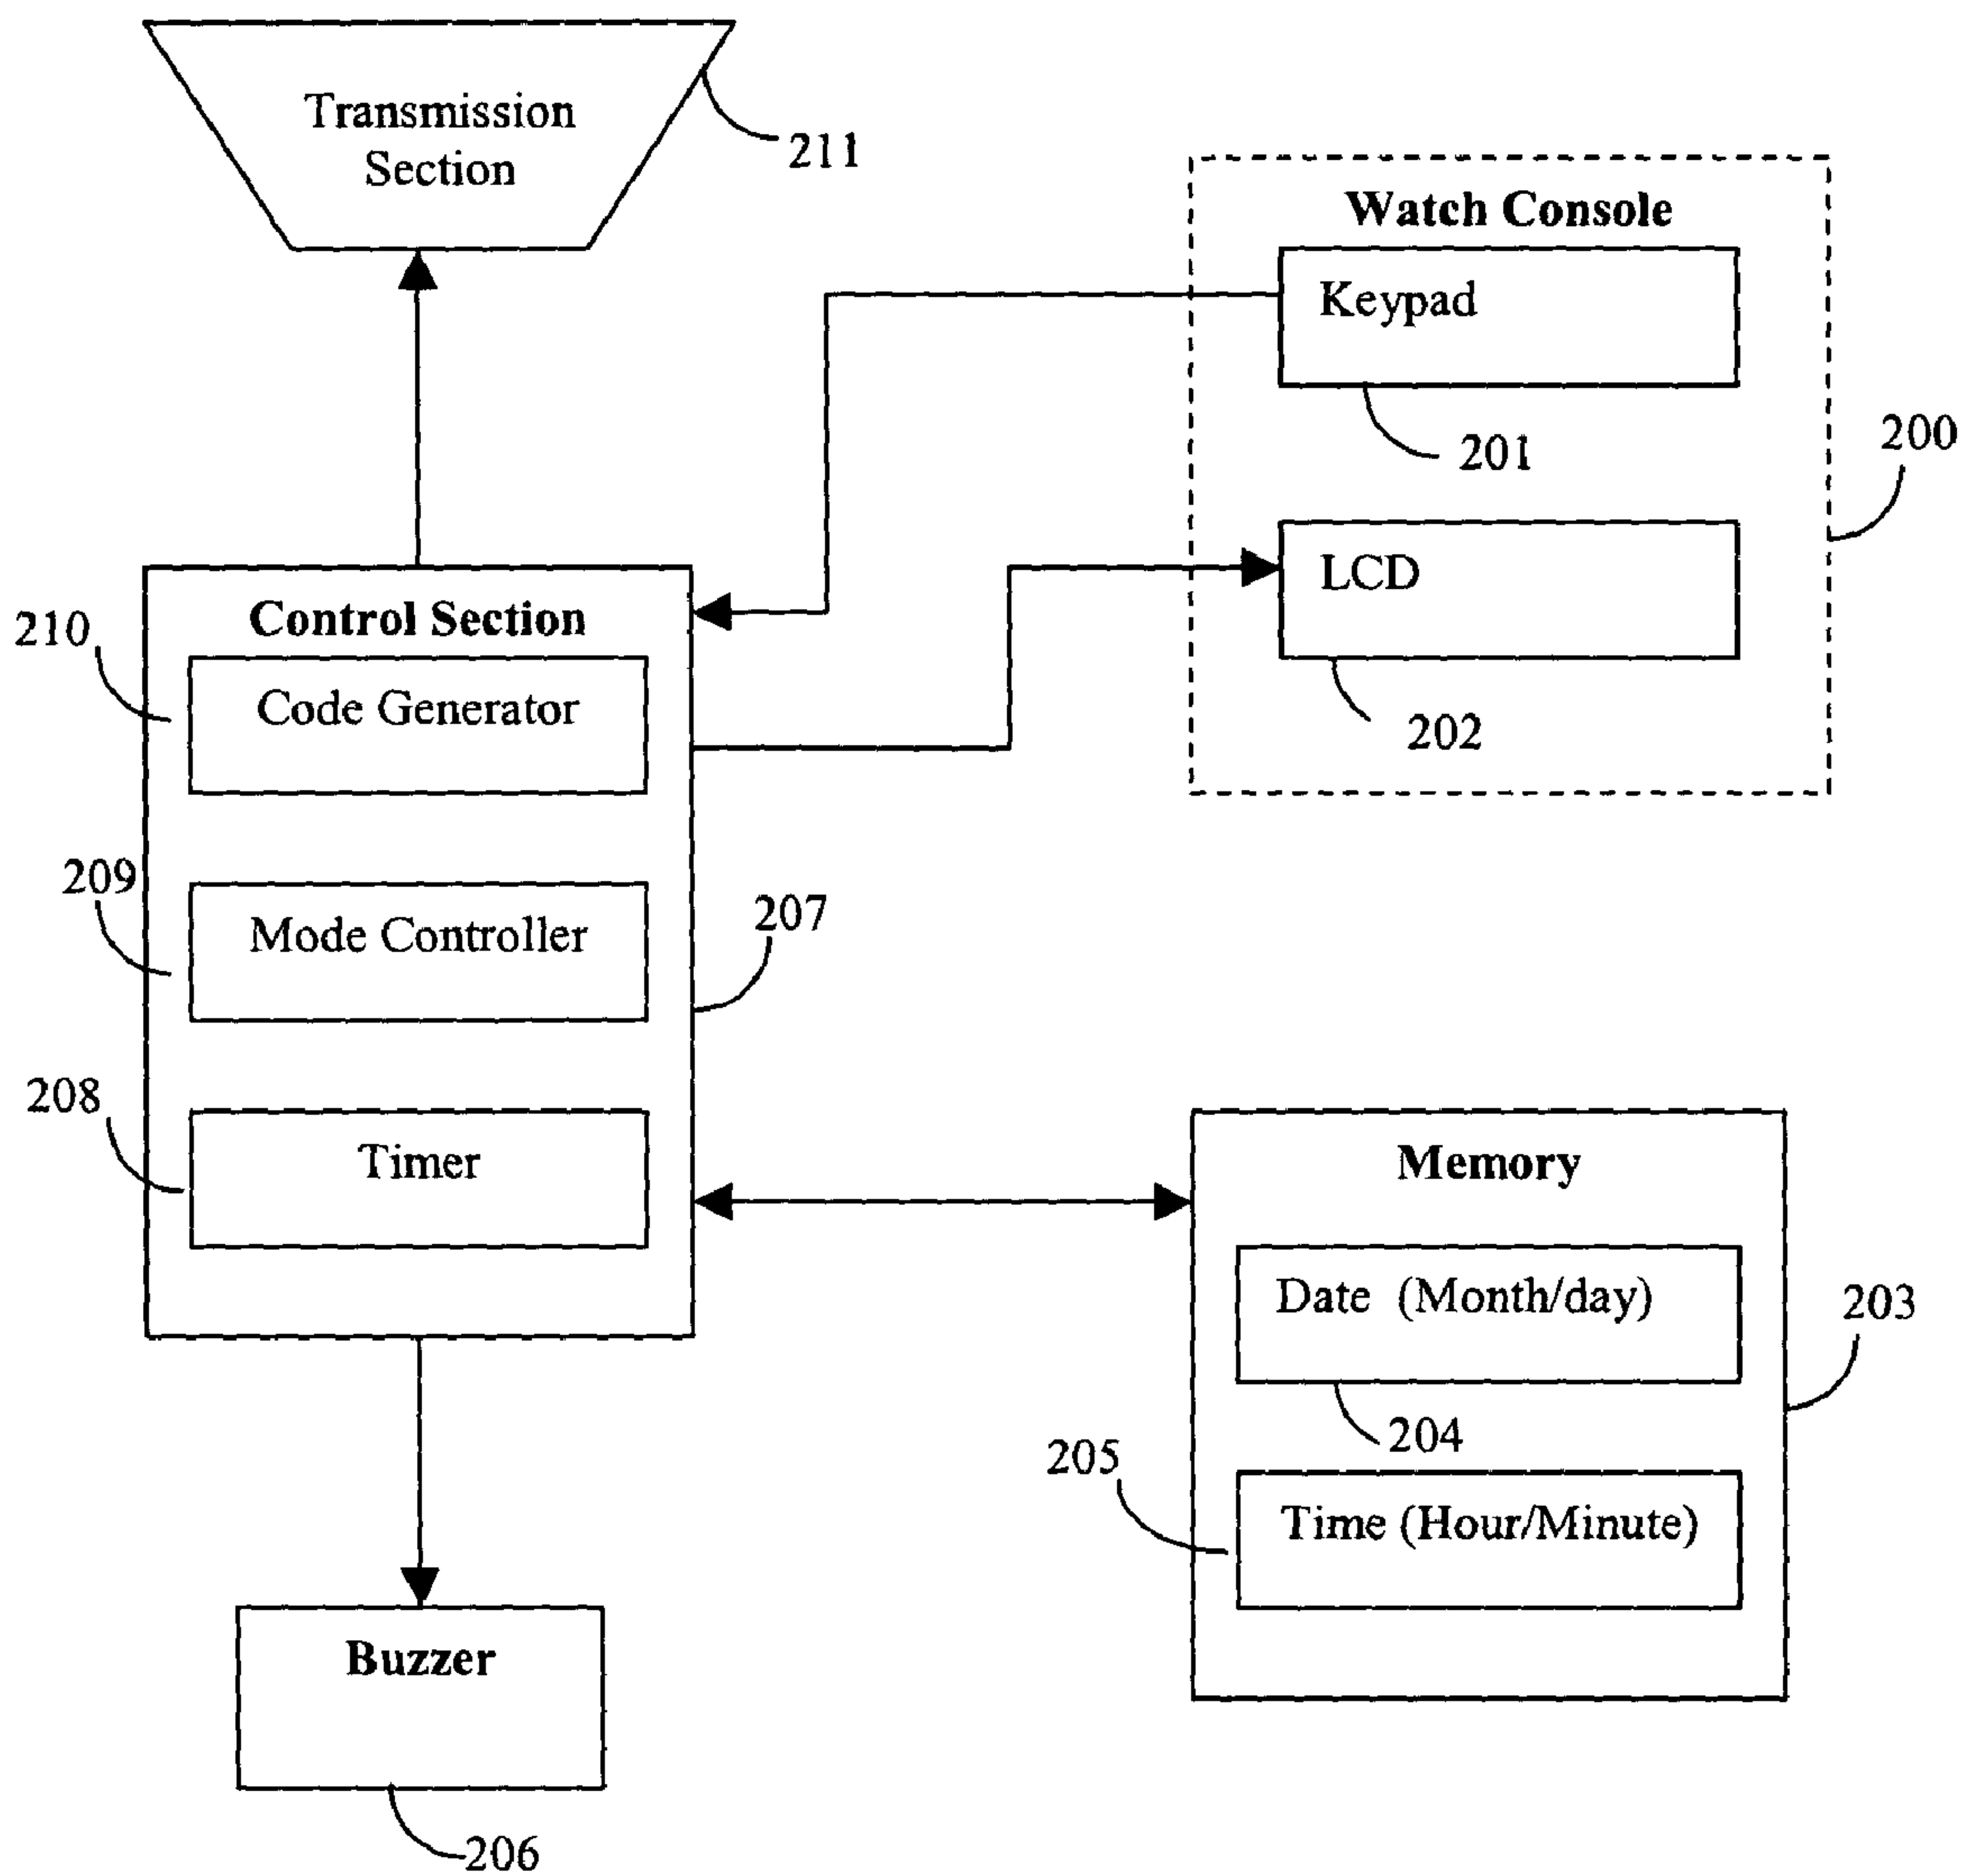 Transmission
Section
211
Watch Console
Keypad
201
200
LCD
202
Control Section
210
Code Generator
209
Mode Controller
207
208
Timer
Memory
Date (Month/day)
203
204
205
Time (Hour/Minute)
Buzzer
206